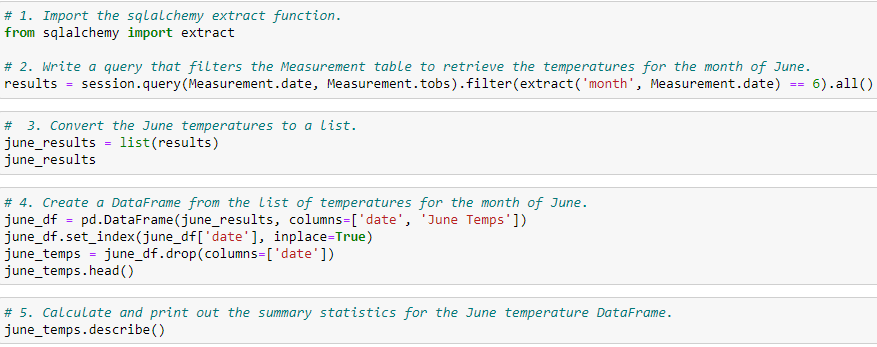 # 1. Import the sqlalchemy extract function.
from sqlalchemy import extract
# 2. Write a query that filters the Measurement table to retrieve the temperatures for the month of June.
results = session.query(Measurement.date, Measurement.tobs).filter(extract('month', Measurement.date) == 6).all()
#  3. Convert the June temperatures to a list.
june_results = list(results)
june_results
# 4. Create a DataFrame from the list of temperatures for the month of June.
june_df = pd.DataFrame(june_results, columns=['date', 'June Temps'])
june_df.set_index(june_df['date'], inplace=True)
june_temps = june_df.drop(columns=['date'])
june_temps.head()
# 5. Calculate and print out the summary statistics for the June temperature DataFrame.
june_temps.describe()